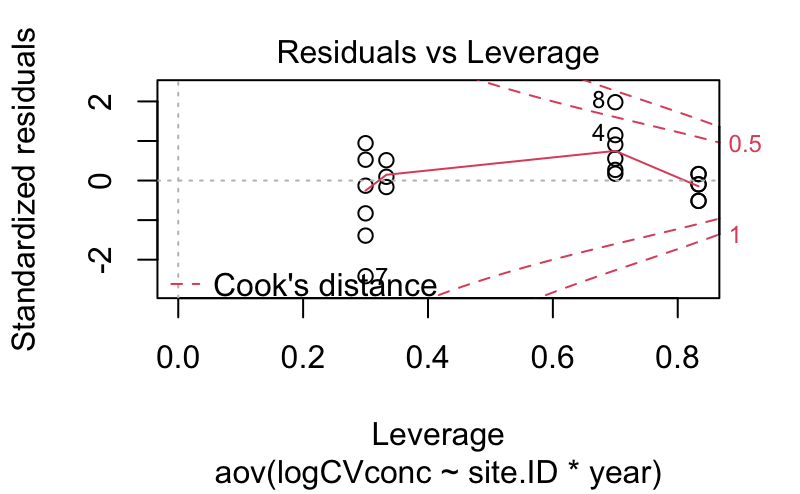 Residuals vs Leverage
Standardized residuals
2
0
-2
8
4
7
0.5
1
Cook's distance
0.0 0.2 0.4 0.6 0.8
Leverage
aov(logCVconc ~ site.ID * year)